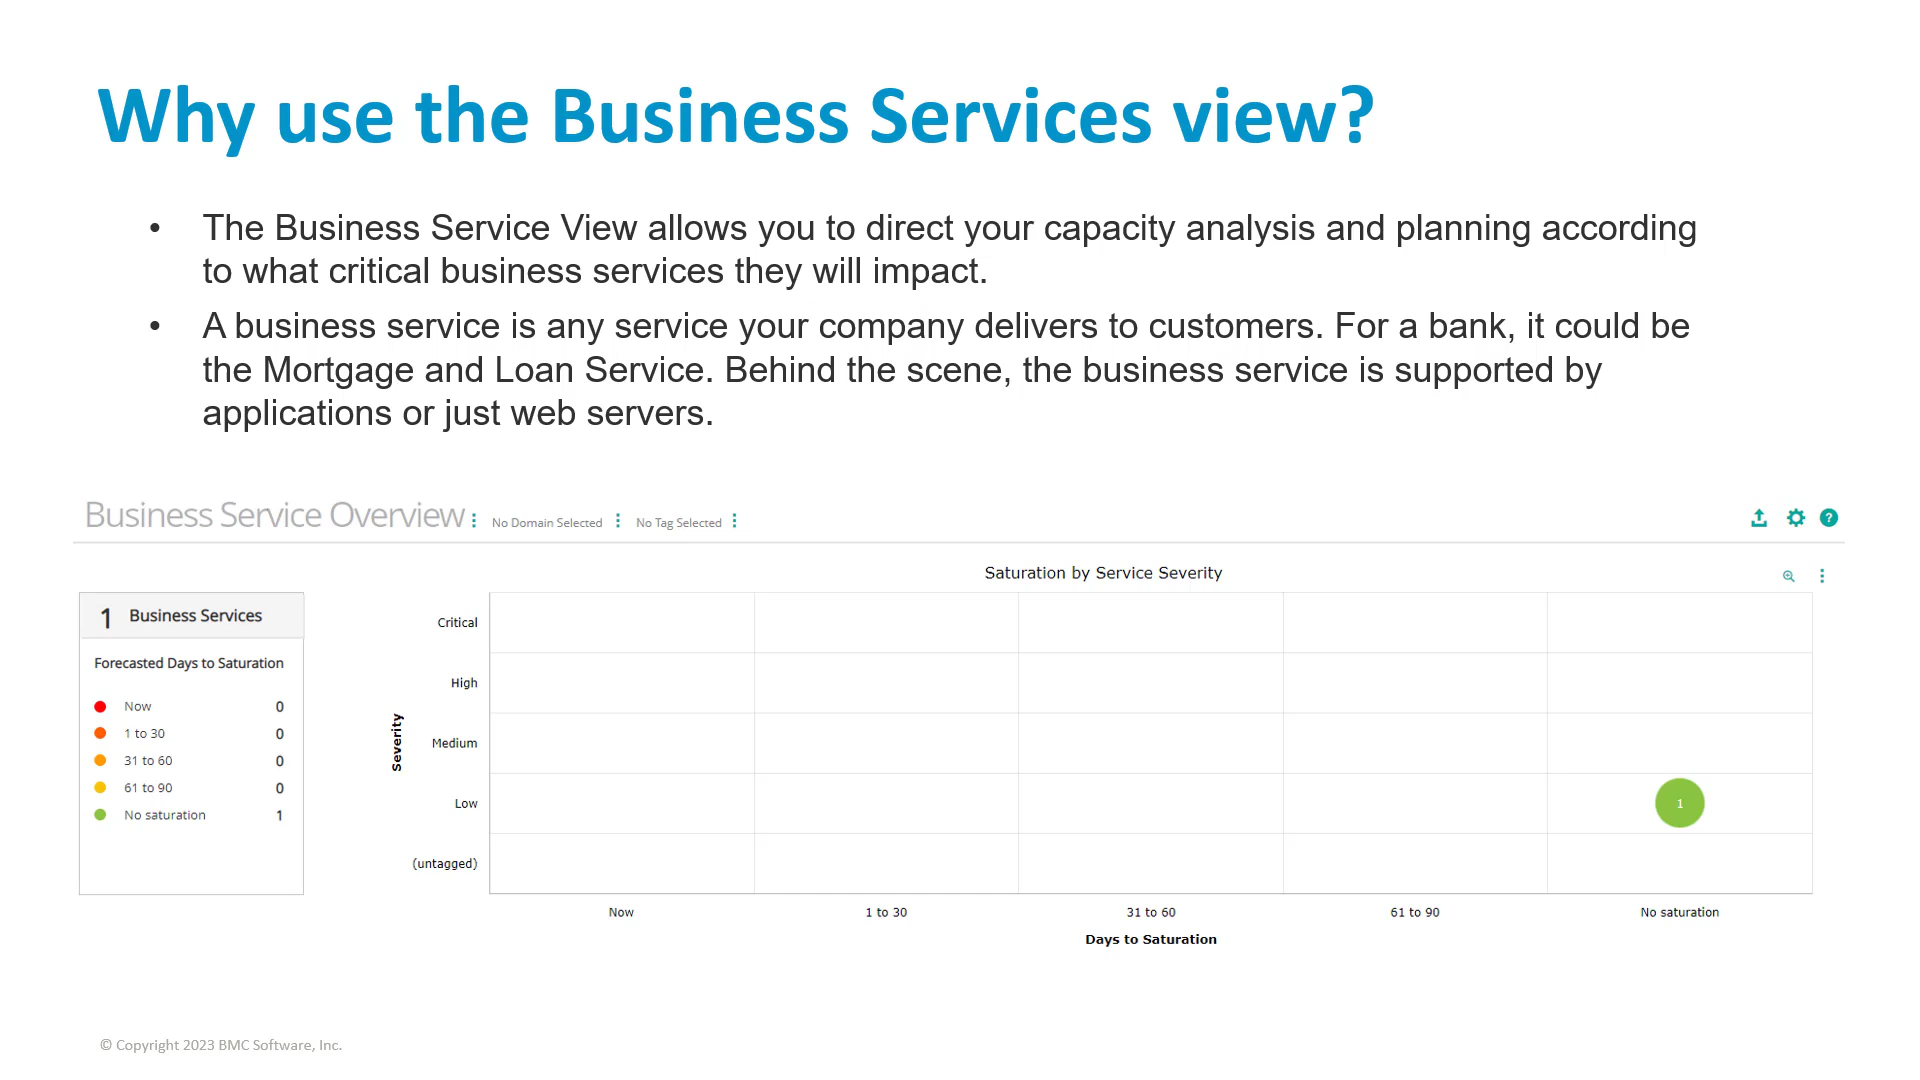 Why use the Business Services view?
• The Business Service View allows you to direct your capacity analysis and planning according
to what critical business services they will impact.
• A business service is any service your company delivers to customers. For a bank, it could be
the Mortgage and Loan Service. Behind the scene, the business service is supported by
applications or just web servers.
Business Service Overview No Domain Selected No Tag Selected ?
Saturation by Service Severity
1 Business Services
Forecasted Days to Saturation
Now 0
1 to 30 0
31 to 60 0
61 to 90 0
No saturation 1
Severity
Critical
High
Medium
Low
(untagged)
1
Now 1 to 30 31 to 60 61 to 90 No saturation
Days to Saturation
© Copyright 2023 BMC Software, Inc.